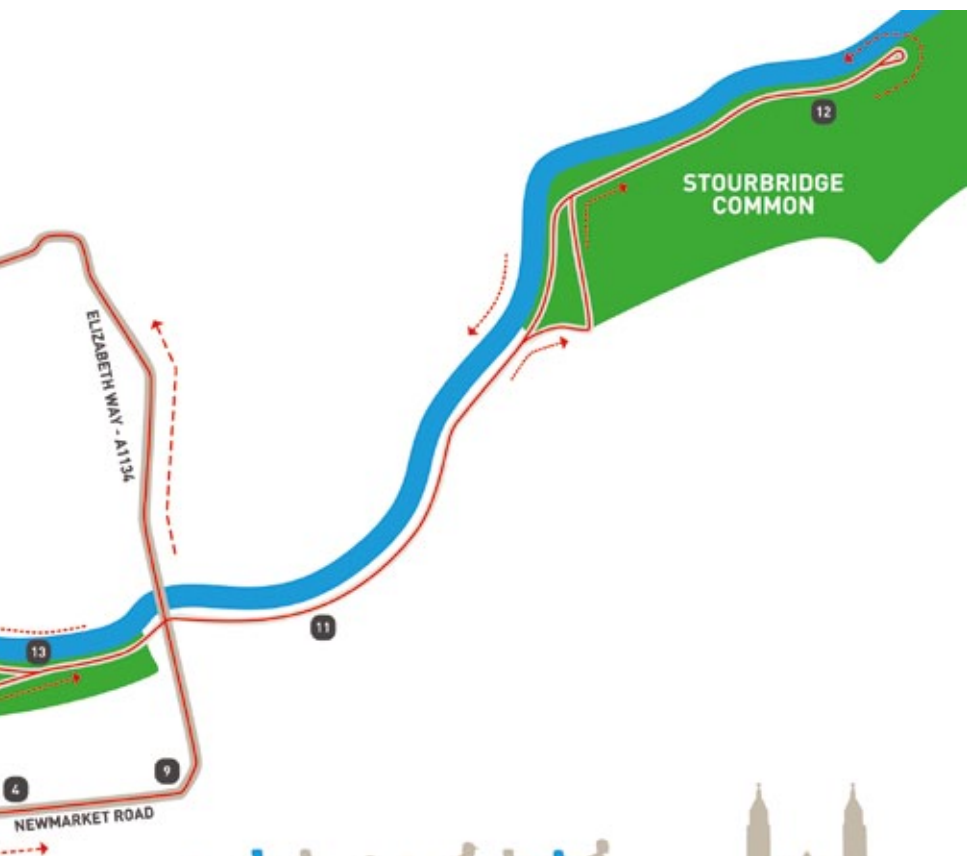 12
STOURBRIDGE
COMMON
ELIZABETH WAY - A1134
11
13
9
4
NEWMARKET ROAD